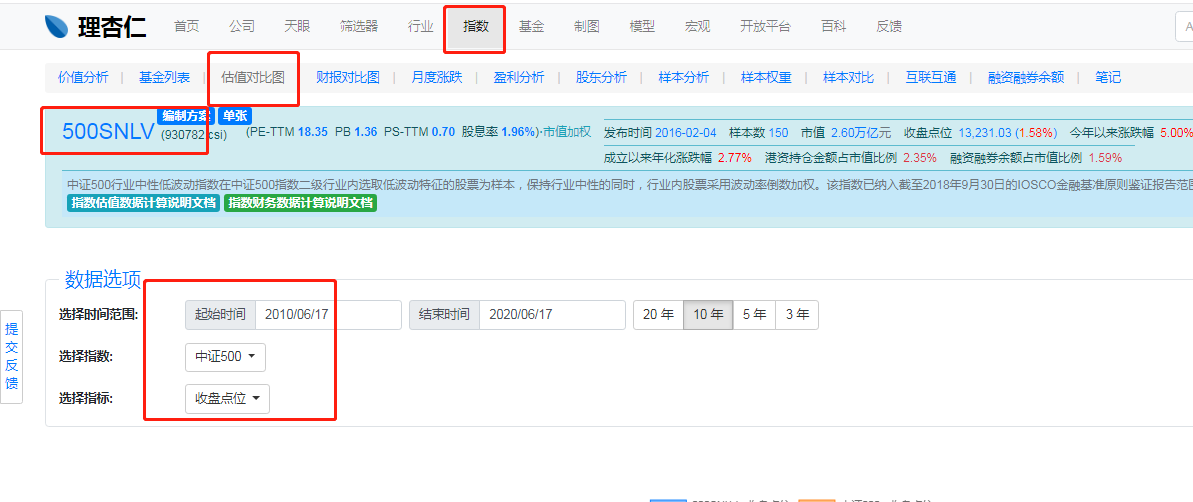 理杏仁 首页 公司 天眼 筛选器 行业 指数 基金 制图 模型 宏观 开放平台 百科 反馈 A
价值分析 | 基金列表 | 估值对比图 | 财报对比图 | 月度涨跌 | 盈利分析 | 股东分析 | 样本分析 | 样本权重 | 样本对比 | 互联互通 | 融资融券余额 | 笔记
编制方案 单张
500SNLV (930782.csi) (PE-TTM 18.35 PB 1.36 PS-TTM 0.70 股息率 1.96%)·市值加权 发布时间 2016-02-04 样本数 150 市值 2.60万亿元 收盘点位 13,231.03 (1.58%) 今年以来涨跌幅 5.00%
成立以来年化涨跌幅 2.77% 港资持仓金额占市值比例 2.35% 融资融券余额占市值比例 1.59%
中证500行业中性低波动指数在中证500指数二级行业内选取低波动特征的股票为样本，保持行业中性的同时，行业内股票采用波动率倒数加权。该指数已纳入截至2018年9月30日的IOSCO金融基准原则鉴证报告范围
指数估值数据计算说明文档 指数财务数据计算说明文档
数据选项
选择时间范围: 起始时间 2010/06/17 结束时间 2020/06/17 20 年 10 年 5 年 3 年
选择指数: 中证500
选择指标: 收盘点位
提交反馈